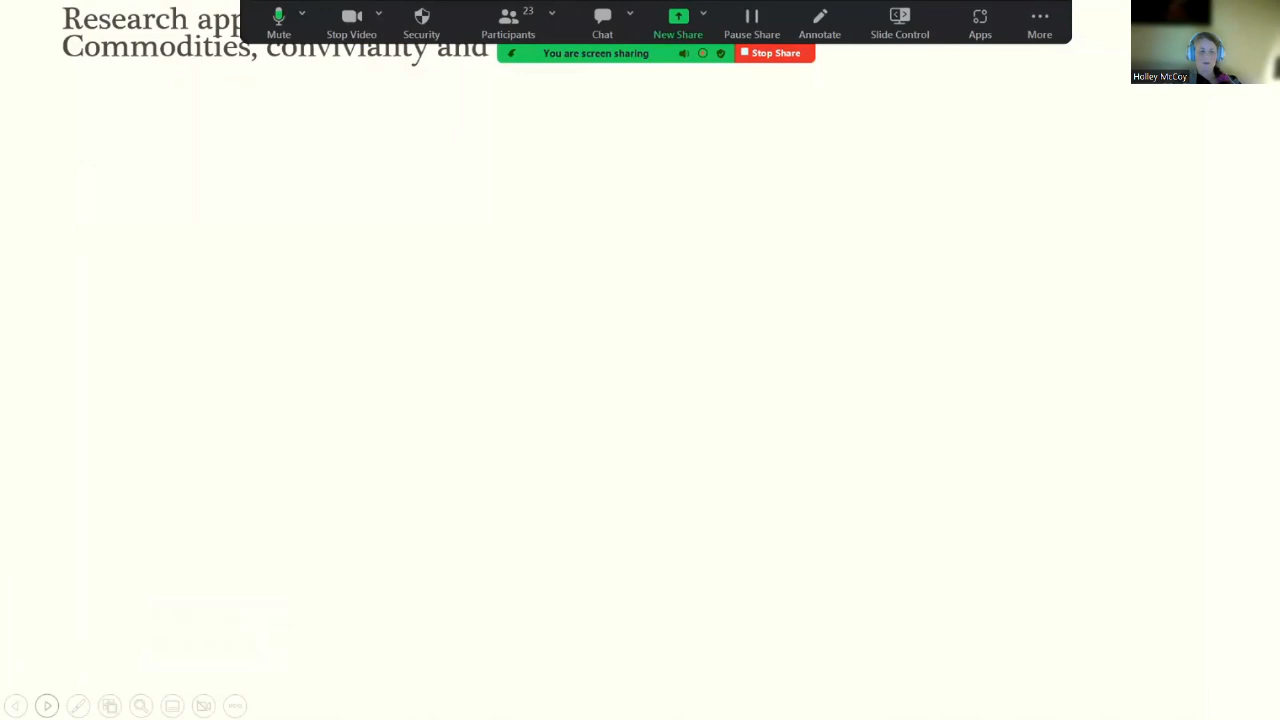 Research app
Commodities, conviviality and
Mute
Stop Video
Security
23
Participants
Chat
New Share
Pause Share
Annotate
Slide Control
Apps
More
You are screen sharing
Stop Share
Holley McCoy